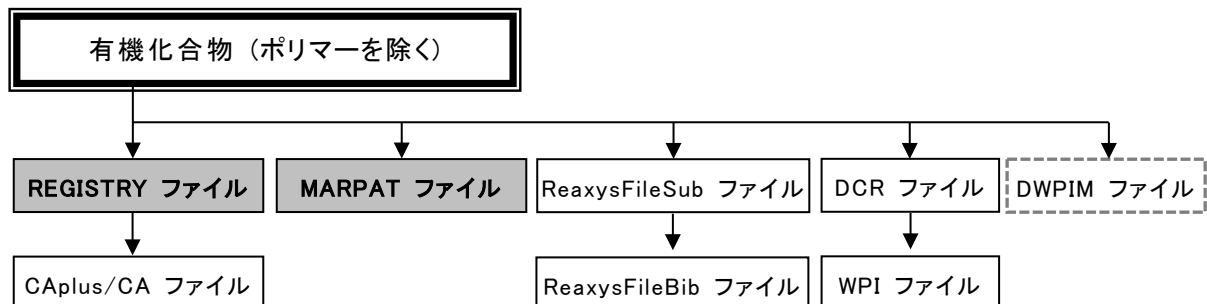 有機化合物 (ポリマーを除く)
REGISTRY ファイル
MARPAT ファイル
ReaxysFileSub ファイル
DCR ファイル
DWPIM ファイル
CAplus/CA ファイル
ReaxysFileBib ファイル
WPI ファイル